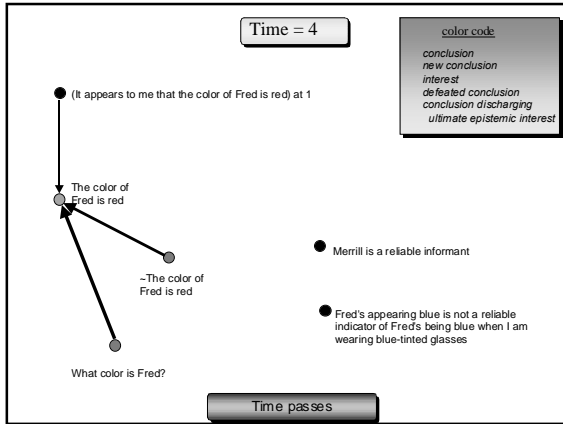 Time = 4
color code
conclusion
new conclusion
interest
defeated conclusion
conclusion discharging
ultimate epistemic interest
(It appears to me that the color of Fred is red) at 1
The color of
Fred is red
~The color of
Fred is red
Merrill is a reliable informant
Fred's appearing blue is not a reliable
indicator of Fred's being blue when I am
wearing blue-tinted glasses
What color is Fred?
Time passes